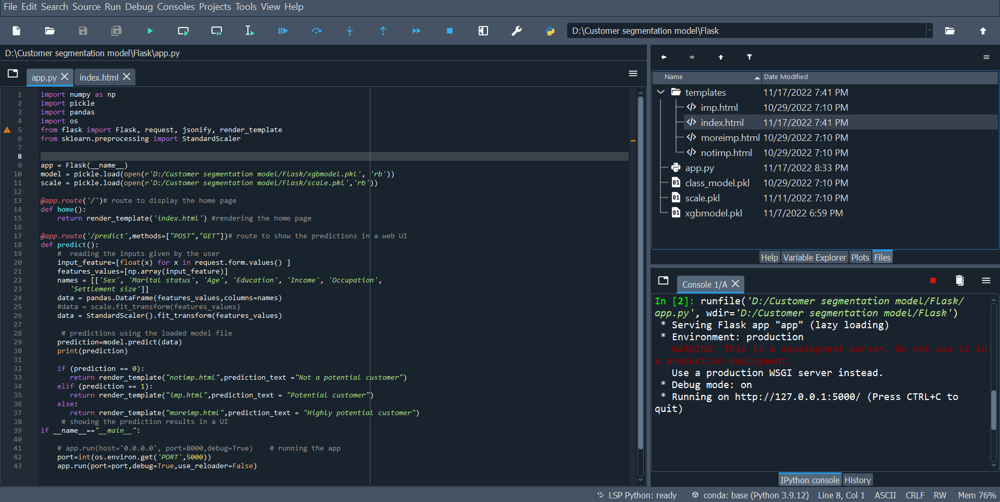 File Edit Search Source Run Debug Consoles Projects Tools View Help
D:\Customer segmentation model\Flask
D:\Customer segmentation model\Flask\app.py
app.py
index.html
1 import numpy as np
2 import pickle
3 import pandas
4 import os
5 from flask import Flask, request, jsonify, render_template
6 from sklearn.preprocessing import StandardScaler
7
8
9 app = Flask(__name__)
10 model = pickle.load(open(r'D:/Customer segmentation model/Flask/xgbmodel.pkl', 'rb'))
11 scale = pickle.load(open(r'D:/Customer segmentation model/Flask/scale.pkl','rb'))
12
13 @app.route('/')# route to display the home page
14 def home():
15     return render_template('index.html') #rendering the home page
16
17 @app.route('/predict',methods=["POST","GET"])# route to show the predictions in a web UI
18 def predict():
19     #  reading the inputs given by the user
20     input_feature=[float(x) for x in request.form.values() ]
21     features_values=[np.array(input_feature)]
22     names = [['Sex', 'Marital status', 'Age', 'Education', 'Income', 'Occupation',
23        'Settlement size']]
24     data = pandas.DataFrame(features_values,columns=names)
25     #data = scale.fit_transform(features_values)
26     data = StandardScaler().fit_transform(features_values)
27
28      # predictions using the loaded model file
29     prediction=model.predict(data)
30     print(prediction)
31
32     if (prediction == 0):
33        return render_template("notimp.html",prediction_text ="Not a potential customer")
34     elif (prediction == 1):
35        return render_template("imp.html",prediction_text = "Potential customer")
36     else:
37        return render_template("moreimp.html",prediction_text = "Highly potential customer")
38      # showing the prediction results in a UI
39 if __name__=="__main__":
40
41     # app.run(host='0.0.0.0', port=8000,debug=True)    # running the app
42     port=int(os.environ.get('PORT',5000))
43     app.run(port=port,debug=True,use_reloader=False)
Name Date Modified
templates 11/17/2022 7:41 PM
imp.html 10/29/2022 7:10 PM
index.html 11/17/2022 7:41 PM
moreimp.html 10/29/2022 7:10 PM
notimp.html 10/29/2022 7:10 PM
app.py 11/17/2022 8:33 PM
class_model.pkl 10/29/2022 7:10 PM
scale.pkl 11/11/2022 7:10 PM
xgbmodel.pkl 11/7/2022 6:59 PM
Help Variable Explorer Plots Files
Console 1/A
In [2]: runfile('D:/Customer segmentation model/Flask/
app.py', wdir='D:/Customer segmentation model/Flask')
* Serving Flask app "app" (lazy loading)
* Environment: production
WARNING: This is a development server. Do not use it in
a production deployment.
Use a production WSGI server instead.
* Debug mode: on
* Running on http://127.0.0.1:5000/ (Press CTRL+C to
quit)
IPython console History
LSP Python: ready conda: base (Python 3.9.12) Line 8, Col 1 ASCII CRLF RW Mem 76%